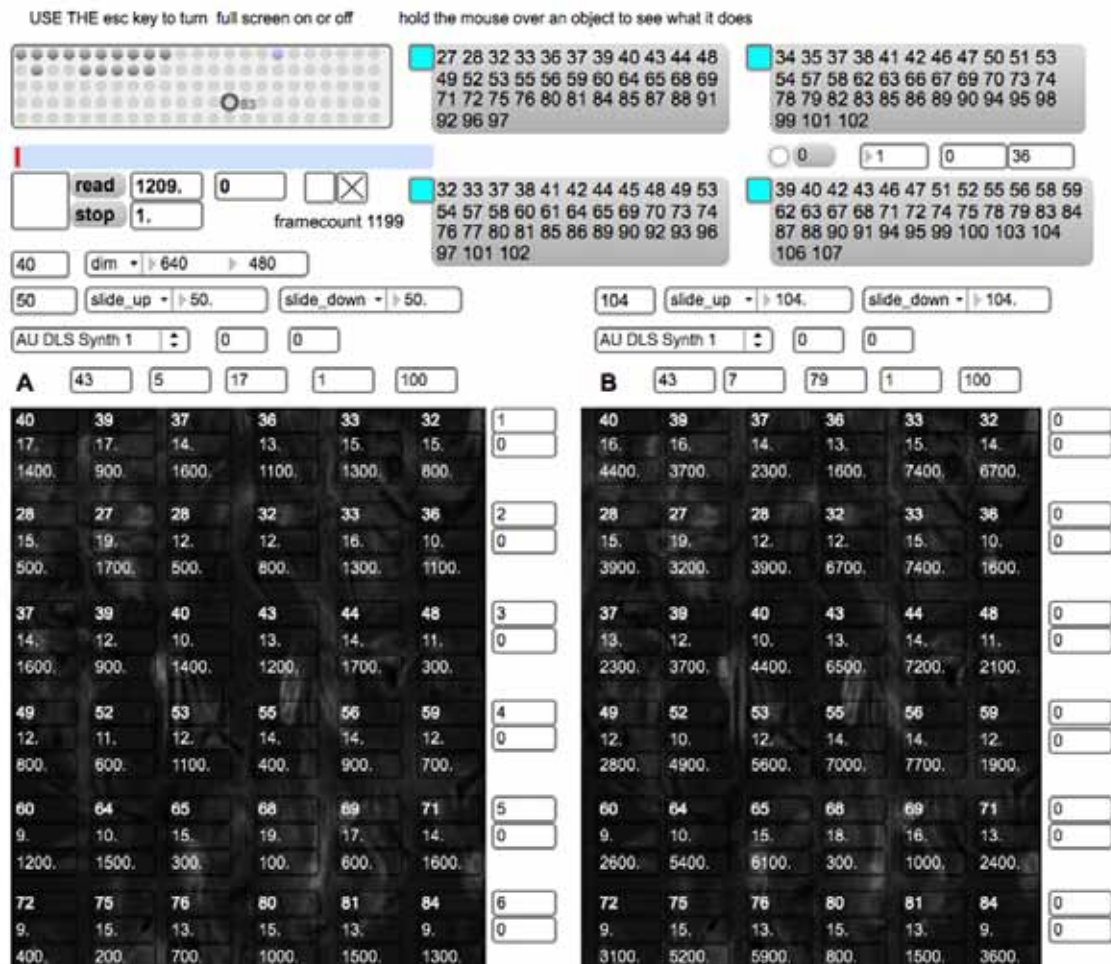 USE THE esc key to turn full screen on or off hold the mouse over an object to see what it does
83
27 28 32 33 36 37 39 40 43 44 48
49 52 53 55 56 59 60 64 65 68 69
71 72 75 76 80 81 84 85 87 88 91
92 96 97
34 35 37 38 41 42 46 47 50 51 53
54 57 58 62 63 66 67 69 70 73 74
78 79 82 83 85 86 89 90 94 95 98
99 101 102
0 1 0 36
read 1209. 0
stop 1.
framecount 1199
32 33 37 38 41 42 44 45 48 49 53
54 57 58 60 61 64 65 69 70 73 74
76 77 80 81 85 86 89 90 92 93 96
97 101 102
39 40 42 43 46 47 51 52 55 56 58 59
62 63 67 68 71 72 74 75 78 79 83 84
87 88 90 91 94 95 99 100 103 104
106 107
40 dim 640 480
50 slide_up 50. slide_down 50.
104 slide_up 104. slide_down 104.
AU DLS Synth 1 0 0
AU DLS Synth 1 0 0
A 43 5 17 1 100
B 43 7 79 1 100
40 39 37 36 33 32 1
17. 17. 14. 13. 15. 15. 0
1400. 900. 1600. 1100. 1300. 800.
28 27 28 32 33 36 2
15. 19. 12. 12. 16. 10. 0
500. 1700. 500. 800. 1300. 1100.
37 39 40 43 44 48 3
14. 12. 10. 13. 14. 11. 0
1600. 900. 1400. 1200. 1700. 300.
49 52 53 55 56 59 4
12. 11. 12. 14. 14. 12. 0
800. 600. 1100. 400. 900. 700.
60 64 65 68 69 71 5
9. 10. 15. 19. 17. 14. 0
1200. 1500. 300. 100. 600. 1600.
72 75 76 80 81 84 6
9. 15. 13. 15. 13. 9. 0
400. 200. 700. 1000. 1500. 1300.
40 39 37 36 33 32 0
16. 16. 14. 13. 15. 14. 0
4400. 3700. 2300. 1600. 7400. 6700.
28 27 28 32 33 36 0
15. 19. 12. 12. 15. 10. 0
3900. 3200. 3900. 6700. 7400. 1600.
37 39 40 43 44 48 0
13. 12. 10. 13. 14. 11. 0
2300. 3700. 4400. 6500. 7200. 2100.
49 52 53 55 56 59 0
12. 10. 12. 14. 14. 12. 0
2800. 4900. 5600. 7000. 7700. 1900.
60 64 65 68 69 71 0
9. 10. 15. 18. 16. 13. 0
2600. 5400. 6100. 300. 1000. 2400.
72 75 76 80 81 84 0
9. 15. 13. 15. 13. 9. 0
3100. 5200. 5900. 800. 1500. 3600.